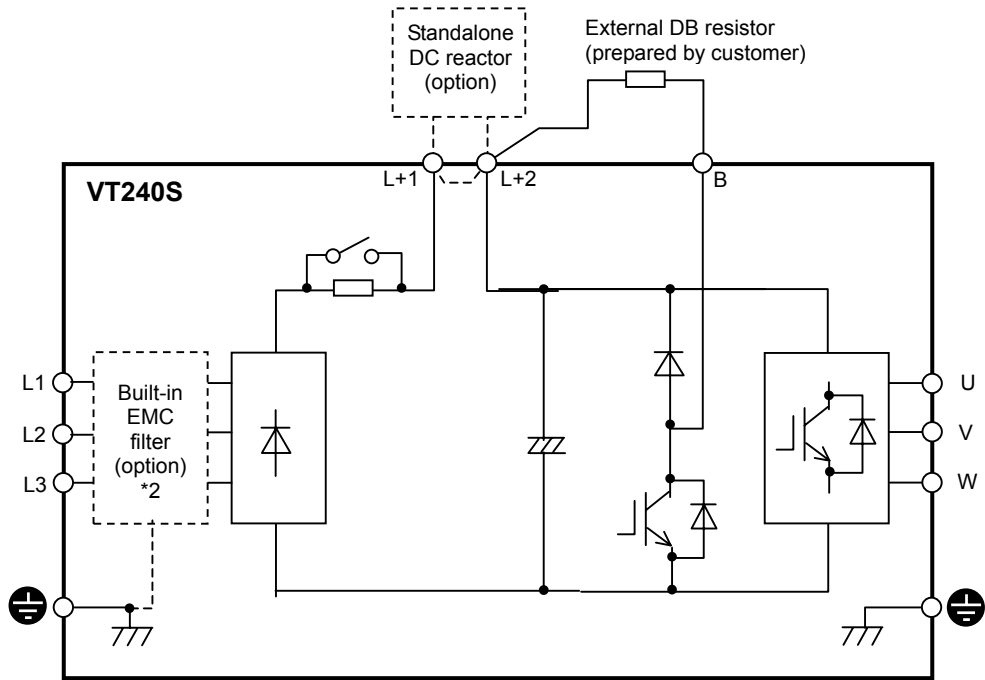 Standalone
DC reactor
(option)
External DB resistor
(prepared by customer)
L+1
L+2
B
VT240S
L1
L2
L3
Built-in
EMC
filter
(option)
*2
U
V
W